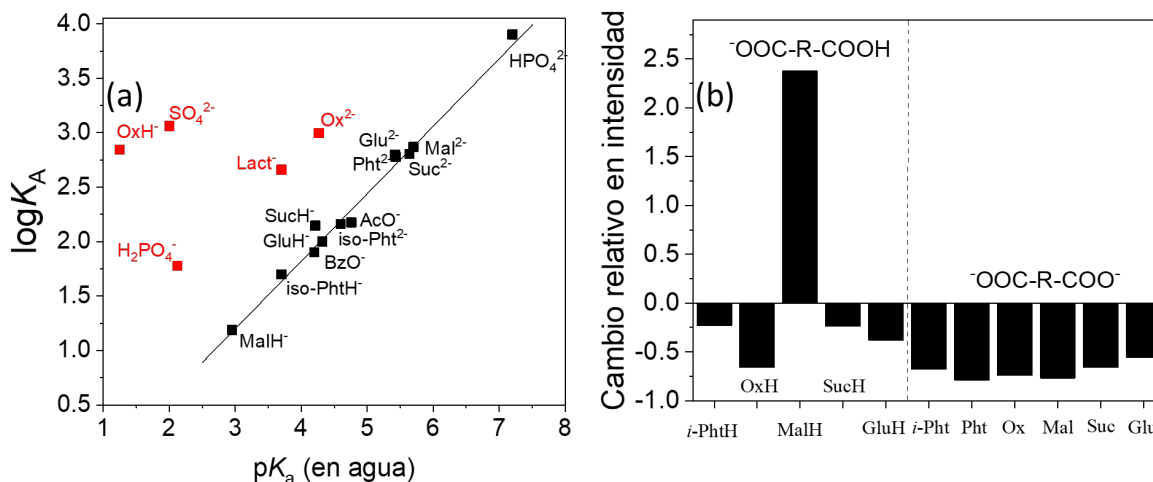 (a)
logK_A
4.0
3.5
3.0
2.5
2.0
1.5
1.0
0.5
HPO₄²⁻
SO₄²⁻
OxH⁻
Ox²⁻
Glu²⁻
Mal²⁻
Pht²⁻
Suc²⁻
Lact⁻
SucH⁻
AcO⁻
GluH⁻
iso-Pht²⁻
H₂PO₄⁻
BzO⁻
iso-PhtH⁻
MalH⁻
1 2 3 4 5 6 7 8
pKₐ (en agua)
(b)
Cambio relativo en intensidad
2.5
2.0
1.5
1.0
0.5
0.0
-0.5
-1.0
⁻OOC-R-COOH
⁻OOC-R-COO⁻
OxH SucH
i-PhtH MalH GluH i-Pht Pht Ox Mal Suc Glu